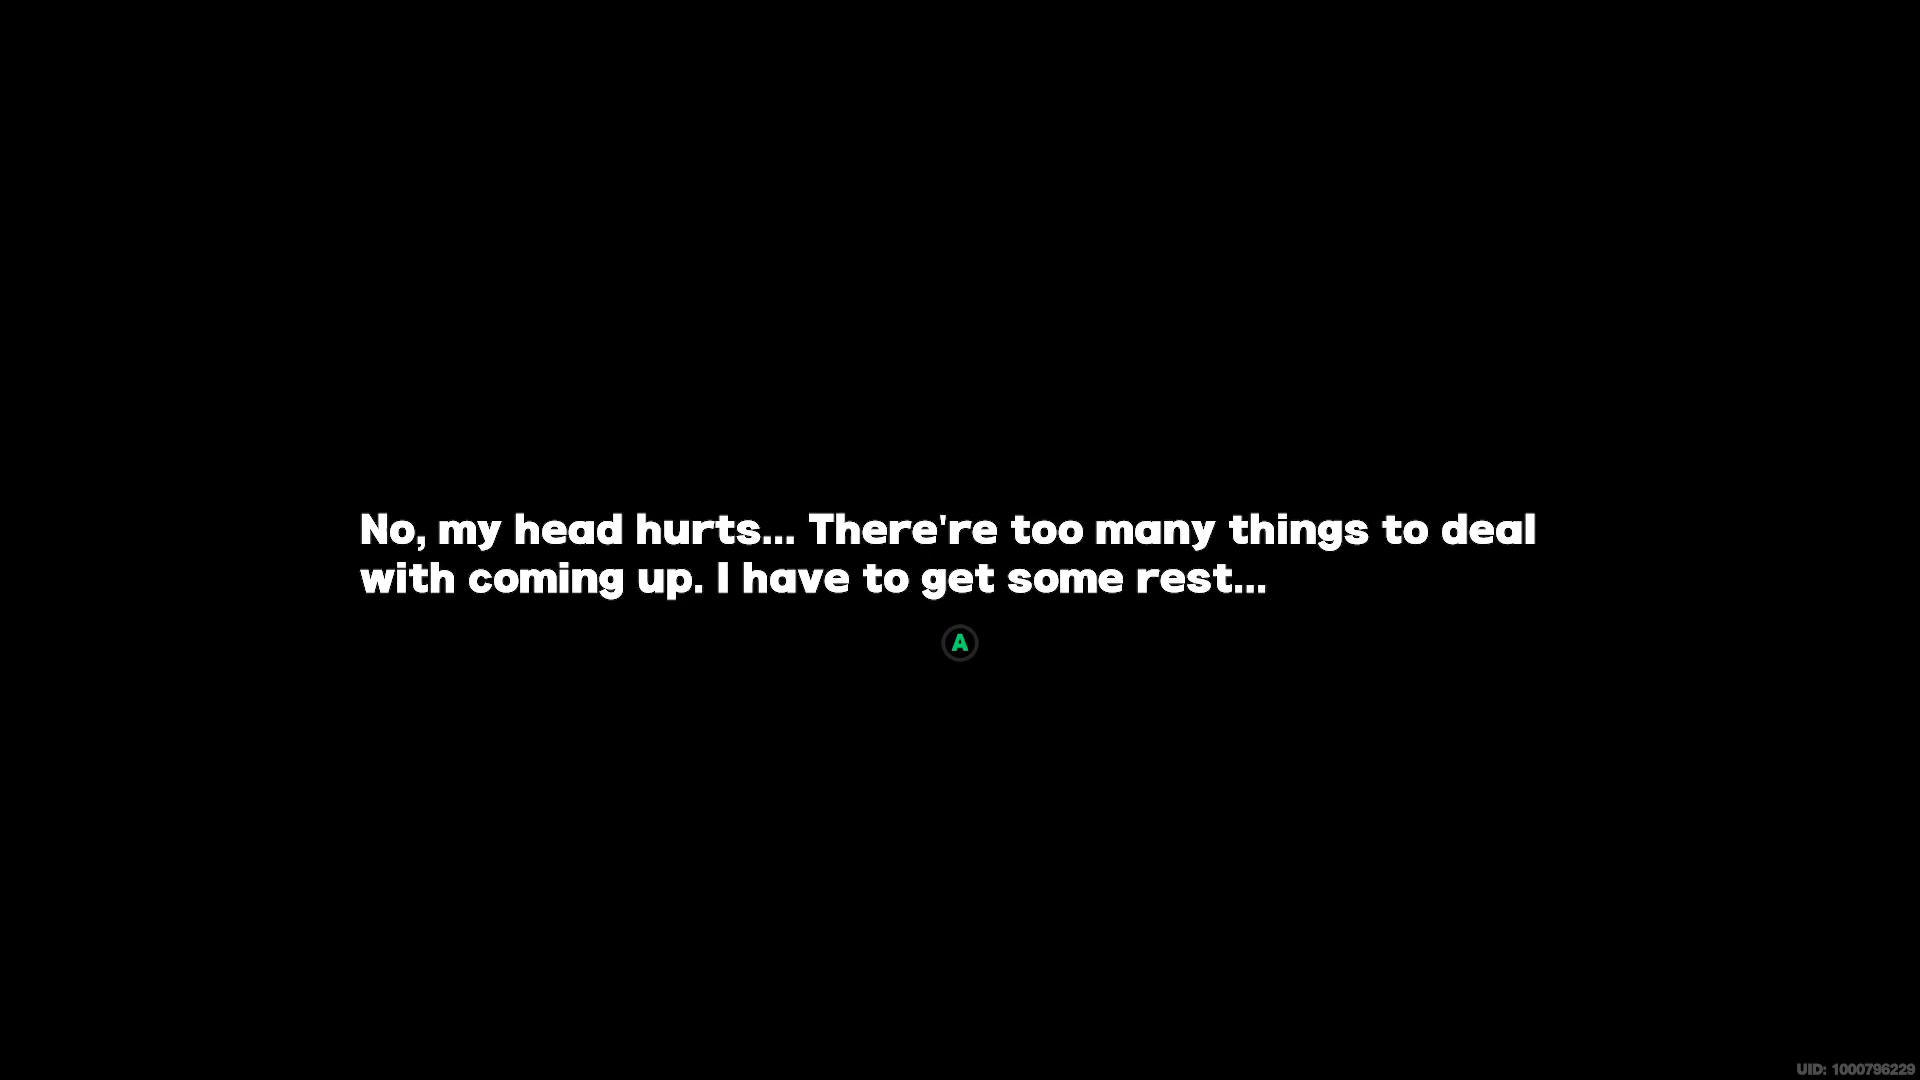 No, my head hurts... There're too many things to deal
with coming up. I have to get some rest...
A
UID: 1000796229